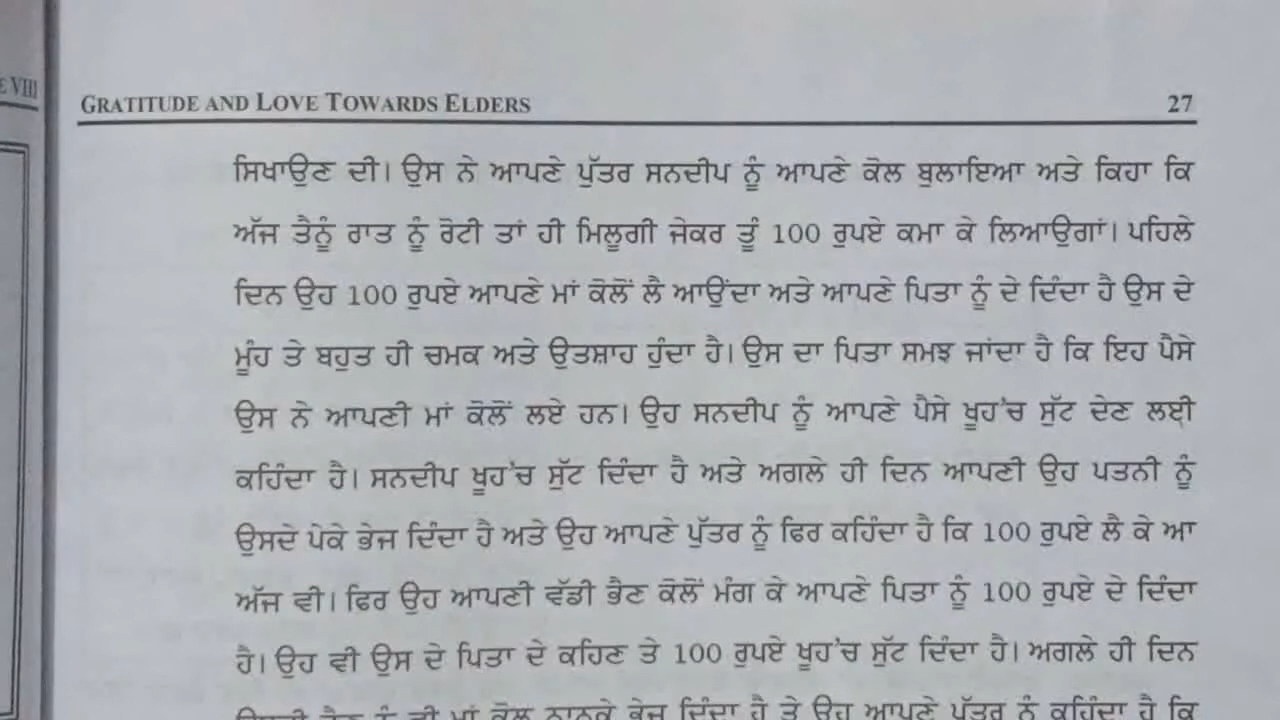 E VIII
GRATITUDE AND LOVE TOWARDS ELDERS 27
ਸਿਖਾਉਣ ਦੀ। ਉਸ ਨੇ ਆਪਣੇ ਪੁੱਤਰ ਸਨਦੀਪ ਨੂੰ ਆਪਣੇ ਕੋਲ ਬੁਲਾਇਆ ਅਤੇ ਕਿਹਾ ਕਿ
ਅੱਜ ਤੈਨੂੰ ਰਾਤ ਨੂੰ ਰੋਟੀ ਤਾਂ ਹੀ ਮਿਲੂਗੀ ਜੇਕਰ ਤੂੰ 100 ਰੁਪਏ ਕਮਾ ਕੇ ਲਿਆਉਗਾਂ। ਪਹਿਲੇ
ਦਿਨ ਉਹ 100 ਰੁਪਏ ਆਪਣੇ ਮਾਂ ਕੋਲੋਂ ਲੈ ਆਉਂਦਾ ਅਤੇ ਆਪਣੇ ਪਿਤਾ ਨੂੰ ਦੇ ਦਿੰਦਾ ਹੈ ਉਸ ਦੇ
ਮੂੰਹ ਤੇ ਬਹੁਤ ਹੀ ਚਮਕ ਅਤੇ ਉਤਸ਼ਾਹ ਹੁੰਦਾ ਹੈ। ਉਸ ਦਾ ਪਿਤਾ ਸਮਝ ਜਾਂਦਾ ਹੈ ਕਿ ਇਹ ਪੈਸੇ
ਉਸ ਨੇ ਆਪਣੀ ਮਾਂ ਕੋਲੋਂ ਲਏ ਹਨ। ਉਹ ਸਨਦੀਪ ਨੂੰ ਆਪਣੇ ਪੈਸੇ ਖੂਹ'ਚ ਸੁੱਟ ਦੇਣ ਲਈ
ਕਹਿੰਦਾ ਹੈ। ਸਨਦੀਪ ਖੂਹ'ਚ ਸੁੱਟ ਦਿੰਦਾ ਹੈ ਅਤੇ ਅਗਲੇ ਹੀ ਦਿਨ ਆਪਣੀ ਉਹ ਪਤਨੀ ਨੂੰ
ਉਸਦੇ ਪੇਕੇ ਭੇਜ ਦਿੰਦਾ ਹੈ ਅਤੇ ਉਹ ਆਪਣੇ ਪੁੱਤਰ ਨੂੰ ਫਿਰ ਕਹਿੰਦਾ ਹੈ ਕਿ 100 ਰੁਪਏ ਲੈ ਕੇ ਆ
ਅੱਜ ਵੀ। ਫਿਰ ਉਹ ਆਪਣੀ ਵੱਡੀ ਭੈਣ ਕੋਲੋਂ ਮੰਗ ਕੇ ਆਪਣੇ ਪਿਤਾ ਨੂੰ 100 ਰੁਪਏ ਦੇ ਦਿੰਦਾ
ਹੈ। ਉਹ ਵੀ ਉਸ ਦੇ ਪਿਤਾ ਦੇ ਕਹਿਣ ਤੇ 100 ਰੁਪਏ ਖੂਹ'ਚ ਸੁੱਟ ਦਿੰਦਾ ਹੈ। ਅਗਲੇ ਹੀ ਦਿਨ
ਨੂੰ ਵੀ ਮਾਂ ਕੋਲ ਨਾਨਕੇ ਭੇਜ ਦਿੰਦਾ ਹੈ ਤੇ ਉਹ ਆਪਣੇ ਪੁੱਤਰ ਨੂੰ ਕਹਿੰਦਾ ਹੈ ਕਿ